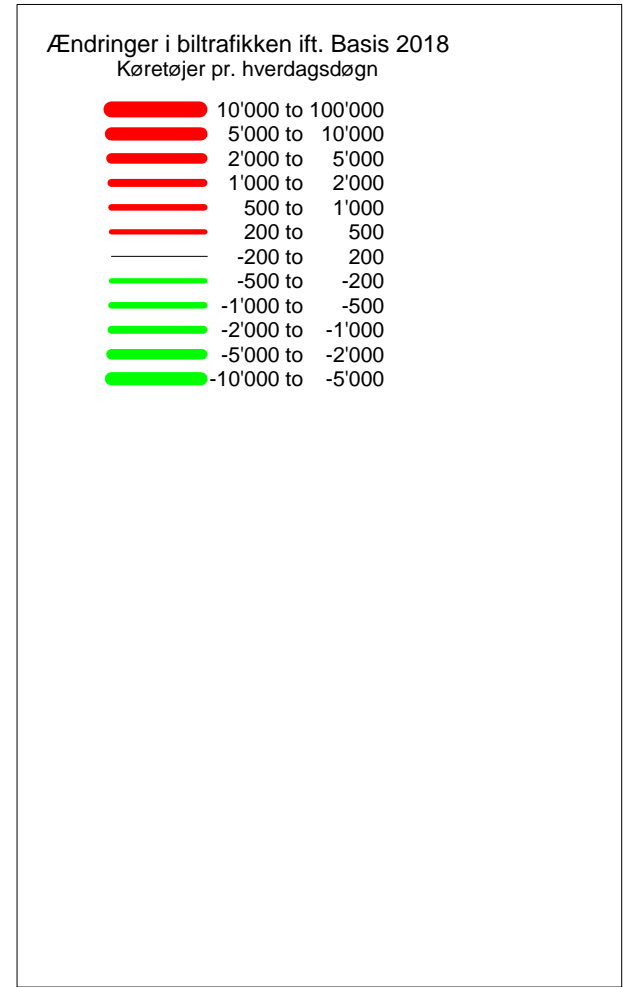 Ændringer i biltrafikken ift. Basis 2018
Køretøjer pr. hverdagsdøgn
10'000 to 100'000
5'000 to 10'000
2'000 to 5'000
1'000 to 2'000
500 to 1'000
200 to 500
-200 to 200
-500 to -200
-1'000 to -500
-2'000 to -1'000
-5'000 to -2'000
-10'000 to -5'000